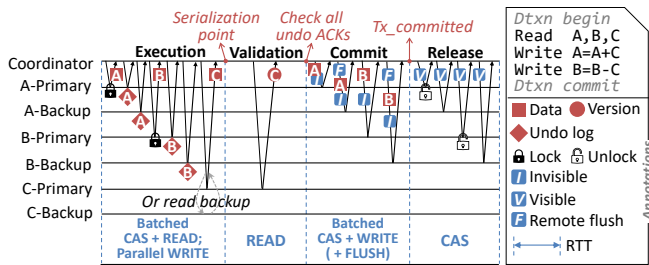 Serialization point
Check all undo ACKs
Tx_committed
Execution
Validation
Commit
Release
Coordinator
A-Primary
A-Backup
B-Primary
B-Backup
C-Primary
C-Backup
A
A
A
B
B
B
C
C
A
I
F
A
I
B
I
F
B
I
V
V
V
V
Or read backup
Batched
CAS + READ;
Parallel WRITE
READ
Batched
CAS + WRITE
( + FLUSH)
CAS
Dtxn begin
Read A,B,C
Write A=A+C
Write B=B-C
Dtxn commit
Data
Version
Undo log
Lock
Unlock
I Invisible
V Visible
F Remote flush
RTT
Annotations